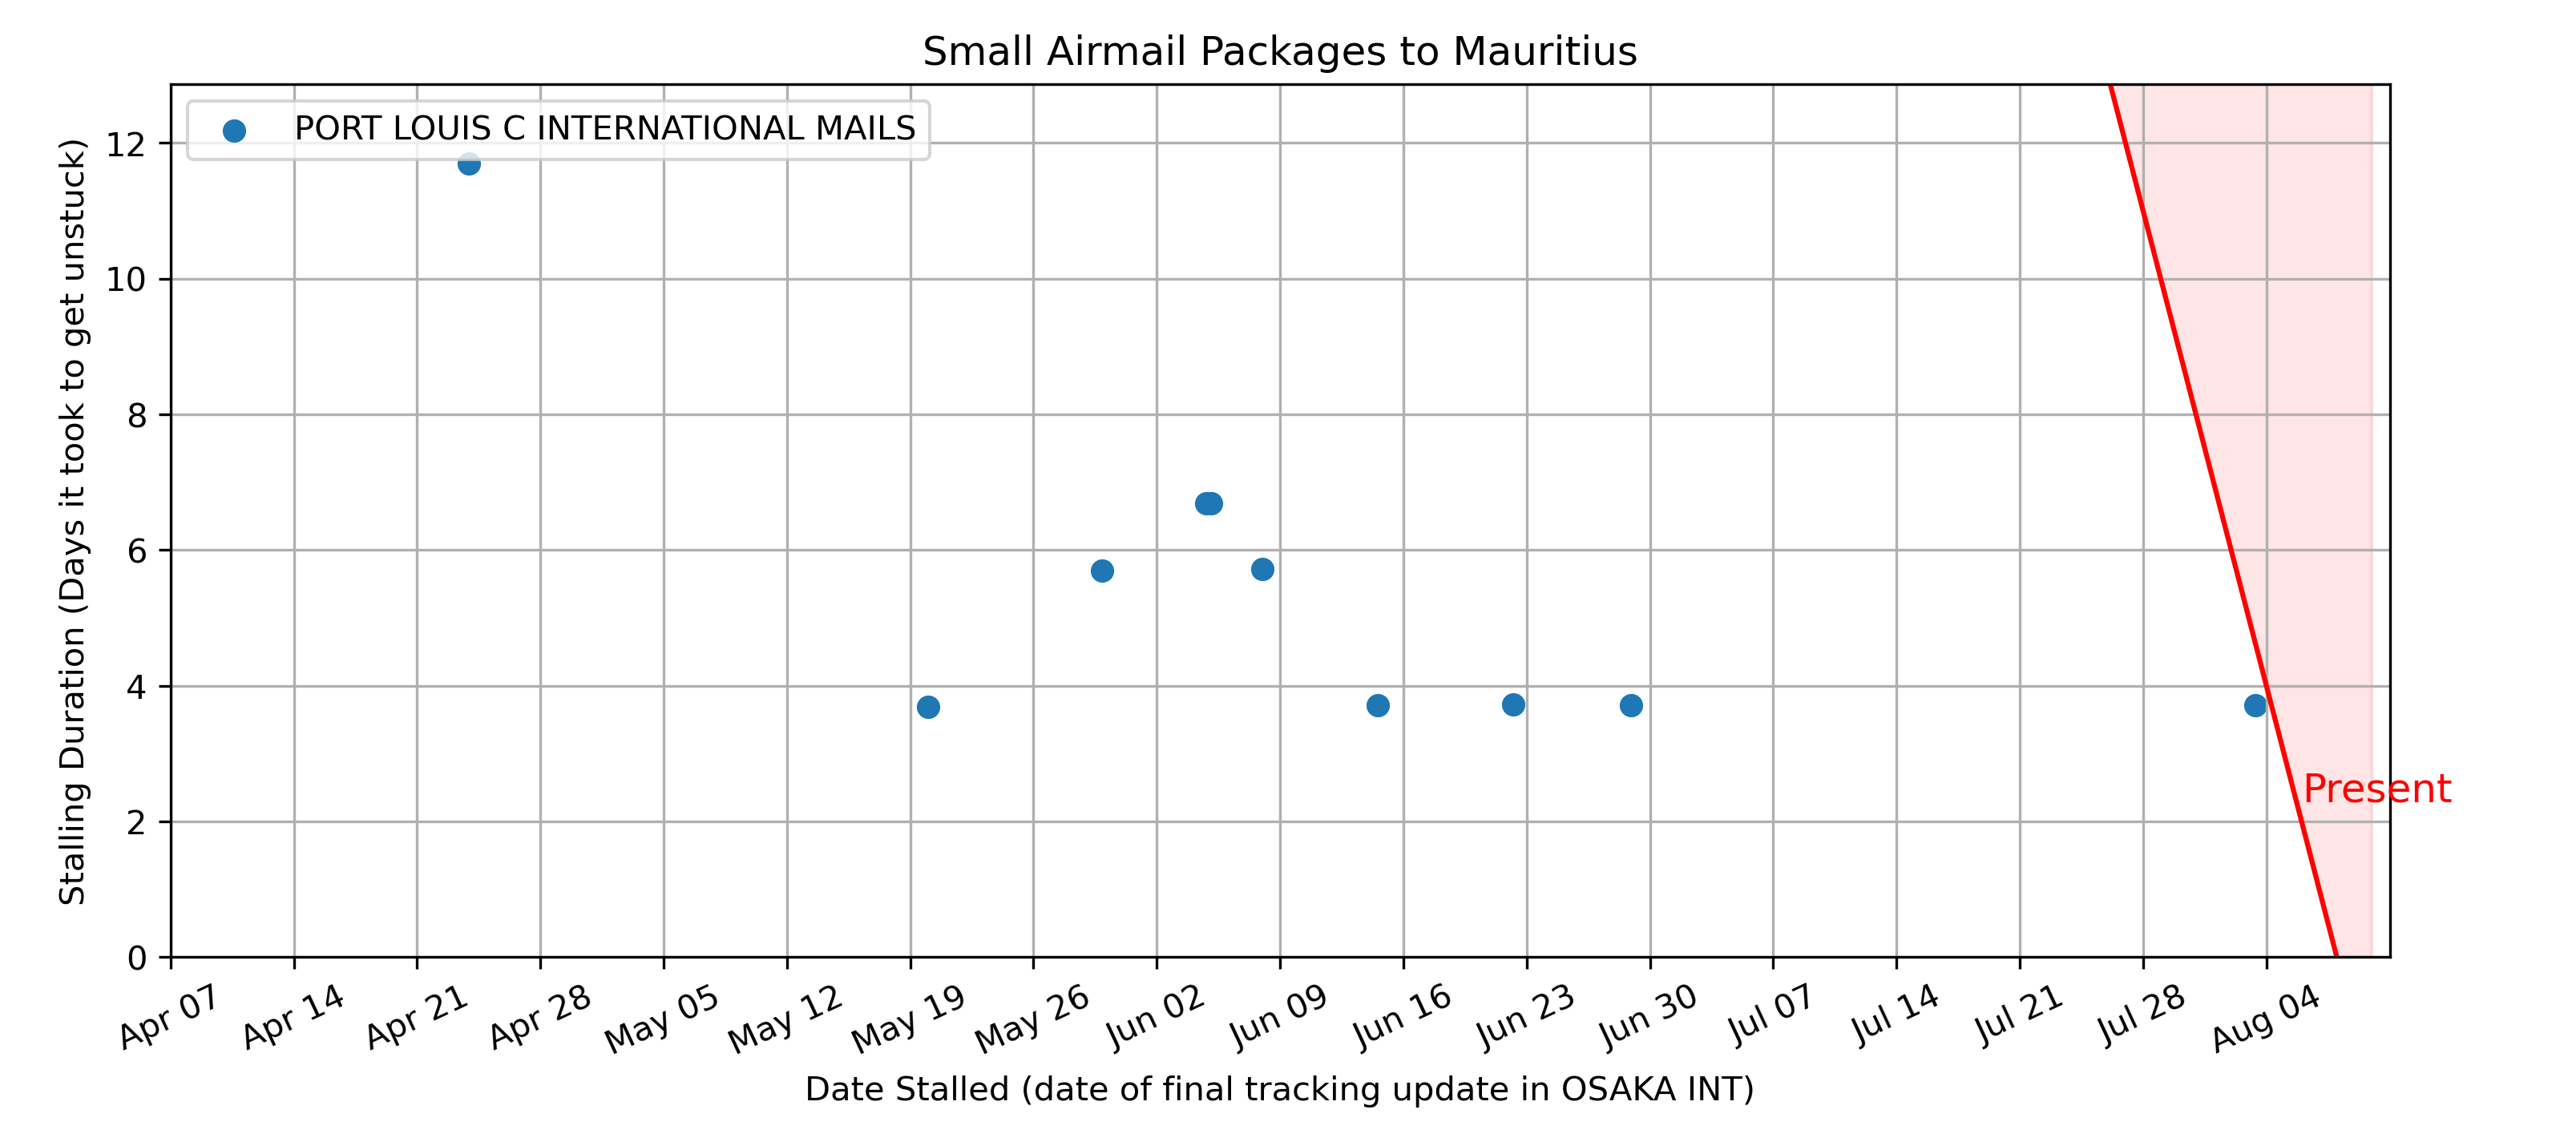 Small Airmail Packages to Mauritius
PORT LOUIS C INTERNATIONAL MAILS
Stalling Duration (Days it took to get unstuck)
12
10
8
6
4
2
0
Present
Apr 07
Apr 14
Apr 21
Apr 28
May 05
May 12
May 19
May 26
Jun 02
Jun 09
Jun 16
Jun 23
Jun 30
Jul 07
Jul 14
Jul 21
Jul 28
Aug 04
Date Stalled (date of final tracking update in OSAKA INT)